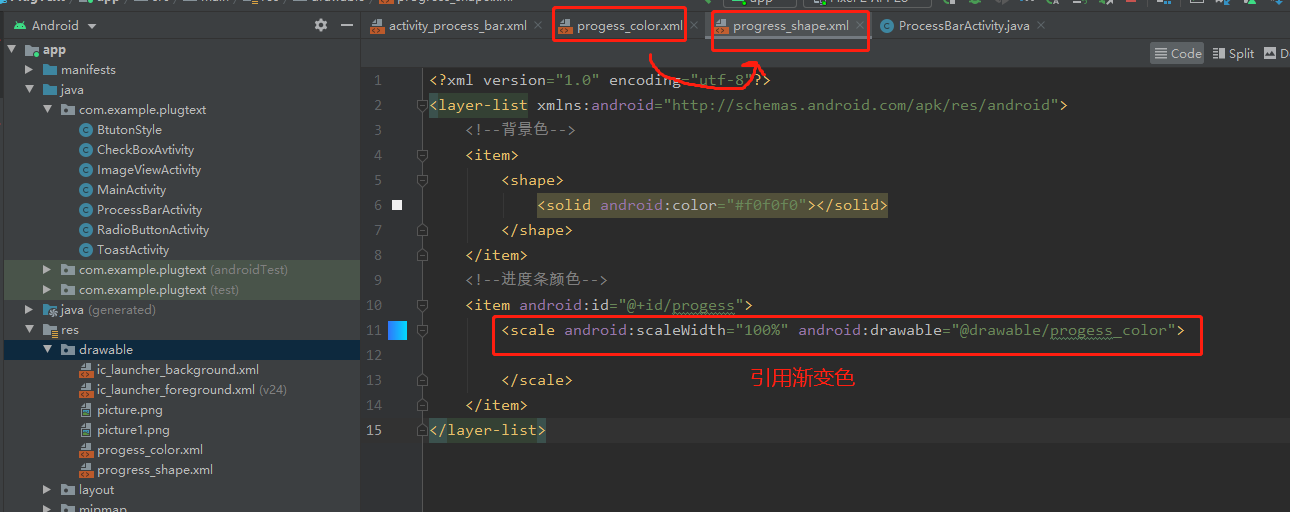 Android
app
manifests
java
com.example.plugtext
BtutonStyle
CheckBoxAvtivity
ImageViewActivity
MainActivity
ProcessBarActivity
RadioButtonActivity
ToastActivity
com.example.plugtext (androidTest)
com.example.plugtext (test)
java (generated)
res
drawable
ic_launcher_background.xml
ic_launcher_foreground.xml (v24)
picture.png
picture1.png
progess_color.xml
progress_shape.xml
layout
mipmap
activity_process_bar.xml
progess_color.xml
progress_shape.xml
ProcessBarActivity.java
Code
Split
1 <?xml version="1.0" encoding="utf-8"?>
2 <layer-list xmlns:android="http://schemas.android.com/apk/res/android">
3 <!--背景色-->
4 <item>
5 <shape>
6 <solid android:color="#f0f0f0"></solid>
7 </shape>
8 </item>
9 <!--进度条颜色-->
10 <item android:id="@+id/progess">
11 <scale android:scaleWidth="100%" android:drawable="@drawable/progess_color">
12
13 </scale>
引用渐变色
14 </item>
15 </layer-list>